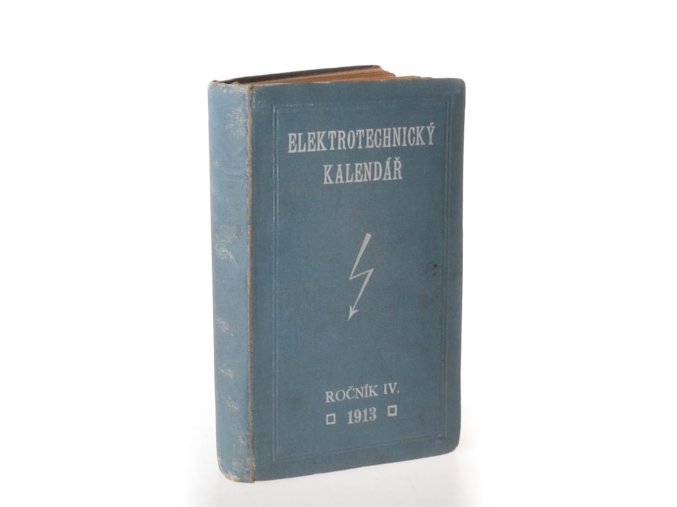 ELEKTROTECHNICKÝ
KALENDÁŘ
ROČNÍK IV.
1913